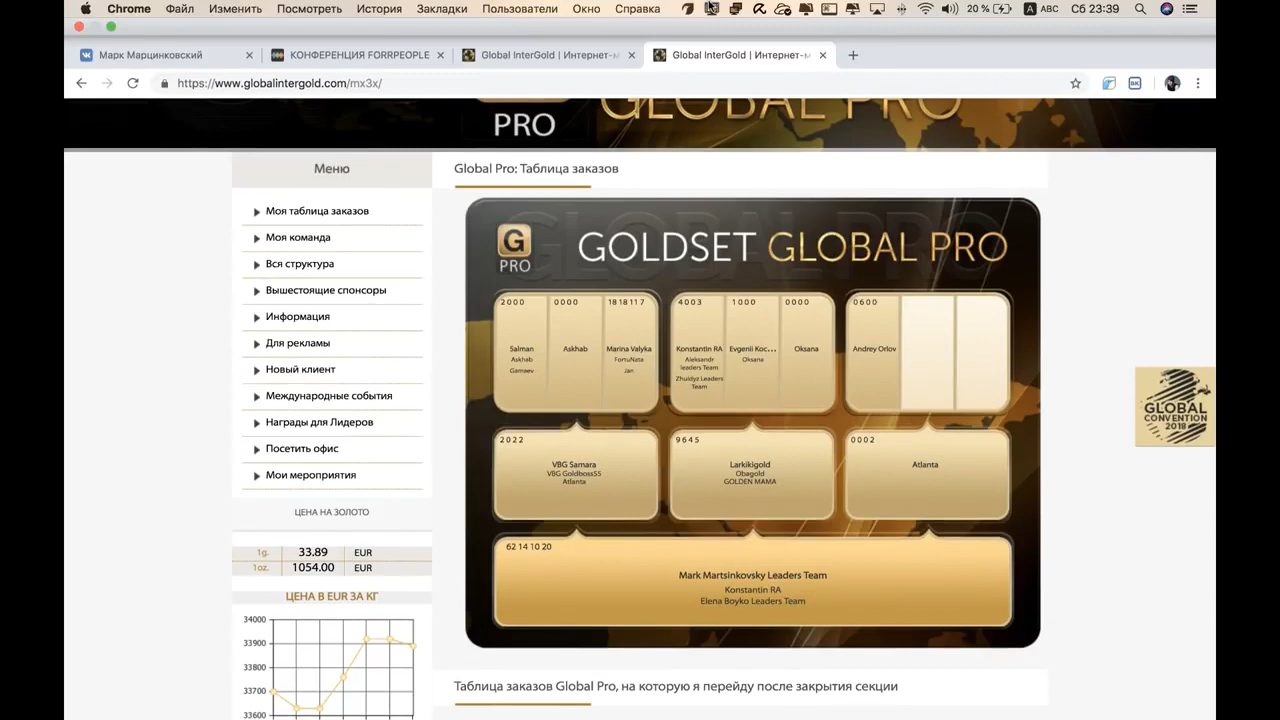 Chrome Файл Изменить Посмотреть История Закладки Пользователи Окно Справка 20 % A ABC Сб 23:39
Марк Марцинковский КОНФЕРЕНЦИЯ FORRPEOPLE Global InterGold | Интернет-м Global InterGold | Интернет-м
https://www.globalintergold.com/mx3x/
PRO GLOBAL PRO
Меню
Моя таблица заказов
Моя команда
Вся структура
Вышестоящие спонсоры
Информация
Для рекламы
Новый клиент
Международные события
Награды для Лидеров
Посетить офис
Мои мероприятия
ЦЕНА НА ЗОЛОТО
1g. 33.89 EUR
1oz. 1054.00 EUR
ЦЕНА В EUR ЗА КГ
34000
33900
33800
33700
33600
Global Pro: Таблица заказов
G
PRO
GOLDSET GLOBAL PRO
2000 0000 1818117 4003 1000 0000 0600
Salman
Askhab
Gamaev
Askhab
Marina Valyka
FortuNata
Jan
Konstantin RA
Aleksandr
leaders Team
Zhuldyz Leaders
Team
Evgenii Koc...
Oksana
Oksana
Andrey Orlov
2022
VBG Samara
VBG Goldboss55
Atlanta
9645
Larkikigold
Obagold
GOLDEN MAMA
0002
Atlanta
62 14 10 20
Mark Martsinkovsky Leaders Team
Konstantin RA
Elena Boyko Leaders Team
Таблица заказов Global Pro, на которую я перейду после закрытия секции
GLOBAL
CONVENTION
2018